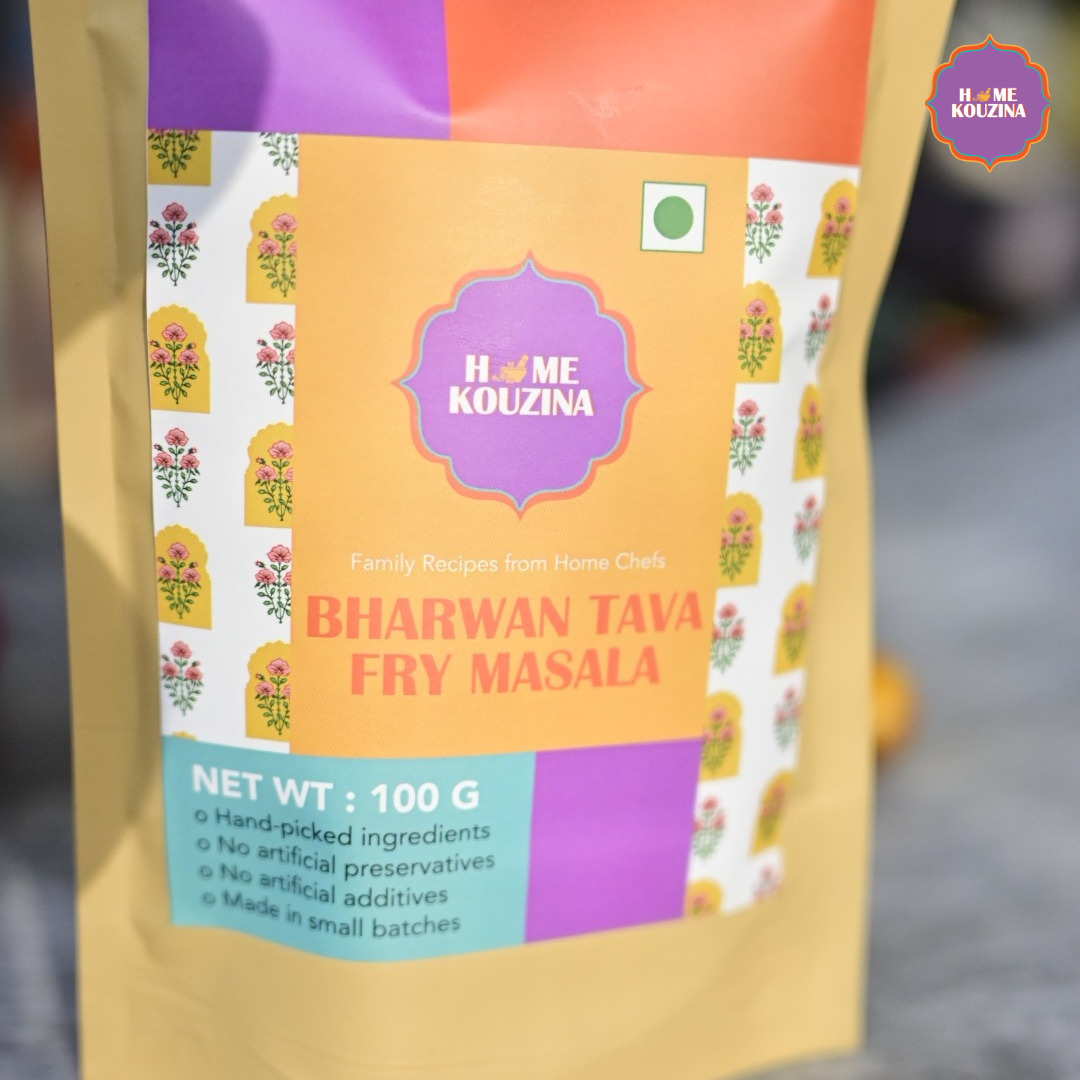 HOME
KOUZINA
HOME
KOUZINA
Family Recipes from Home Chefs
BHARWAN TAVA
FRY MASALA
NET WT : 100 G
o Hand-picked ingredients
o No artificial preservatives
o No artificial additives
o Made in small batches